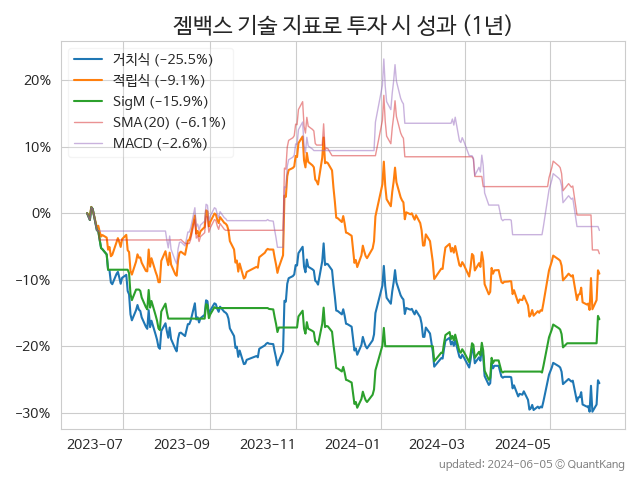 젬백스 기술 지표로 투자 시 성과 (1년)
거치식 (−25.5%)
적립식 (−9.1%)
SigM (−15.9%)
SMA(20) (−6.1%)
MACD (−2.6%)
20%
10%
0%
−10%
−20%
−30%
2023-07 2023-09 2023-11 2024-01 2024-03 2024-05
updated: 2024-06-05 © QuantKang